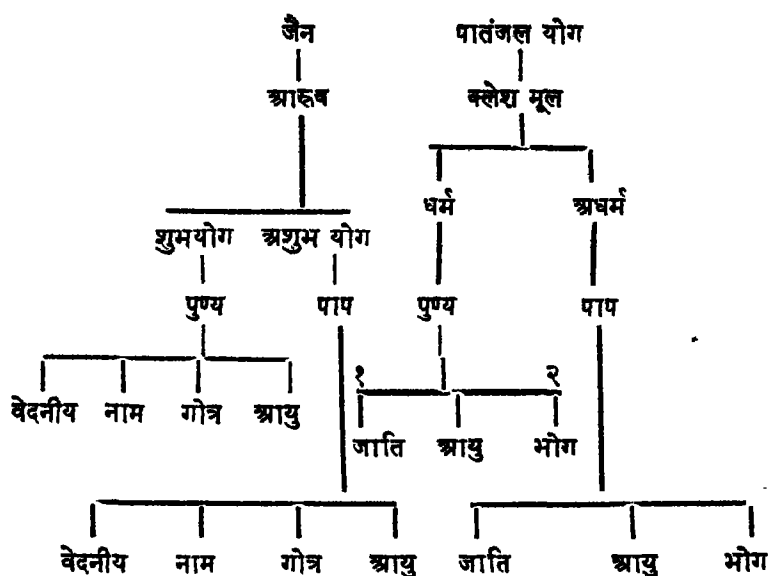 जैन पातंजल योग
आस्रव क्लेश मूल
धर्म अधर्म
शुभयोग अशुभ योग
पुण्य पाप पुण्य पाप
१ २
वेदनीय नाम गोत्र आयु
जाति आयु भोग
वेदनीय नाम गोत्र आयु जाति आयु भोग